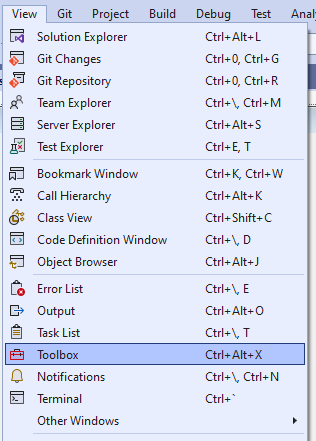 View Git Project Build Debug Test
Solution Explorer Ctrl+Alt+L
Git Changes Ctrl+0, Ctrl+G
Git Repository Ctrl+0, Ctrl+R
Team Explorer Ctrl+\, Ctrl+M
Server Explorer Ctrl+Alt+S
Test Explorer Ctrl+E, T
Bookmark Window Ctrl+K, Ctrl+W
Call Hierarchy Ctrl+Alt+K
Class View Ctrl+Shift+C
Code Definition Window Ctrl+\, D
Object Browser Ctrl+Alt+J
Error List Ctrl+\, E
Output Ctrl+Alt+O
Task List Ctrl+\, T
Toolbox Ctrl+Alt+X
Notifications Ctrl+\, Ctrl+N
Terminal Ctrl+`
Other Windows